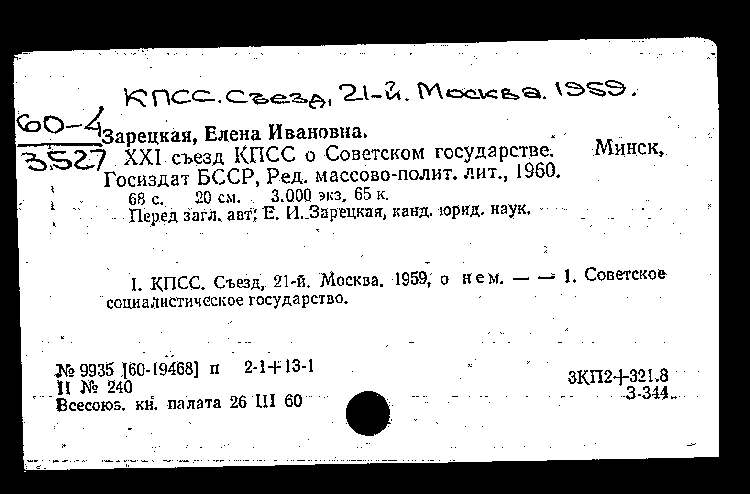 КПСС. Съезд, 21-й. Москва. 1959.
60-4
3527
Зарецкая, Елена Ивановна.
XXI съезд КПСС о Советском государстве. Минск,
Госиздат БССР, Ред. массово-полит. лит., 1960.
68 с. 20 см. 3.000 экз. 65 к.
Перед загл. авт: Е. И. Зарецкая, канд. юрид. наук.
I. КПСС. Съезд, 21-й. Москва. 1959, о нем. — — 1. Советское
социалистическое государство.
№ 9935 [60-19468] п 2-1+13-1
П № 240
Всесоюз. кн. палата 26 III 60
3КП2+321.8
3-344